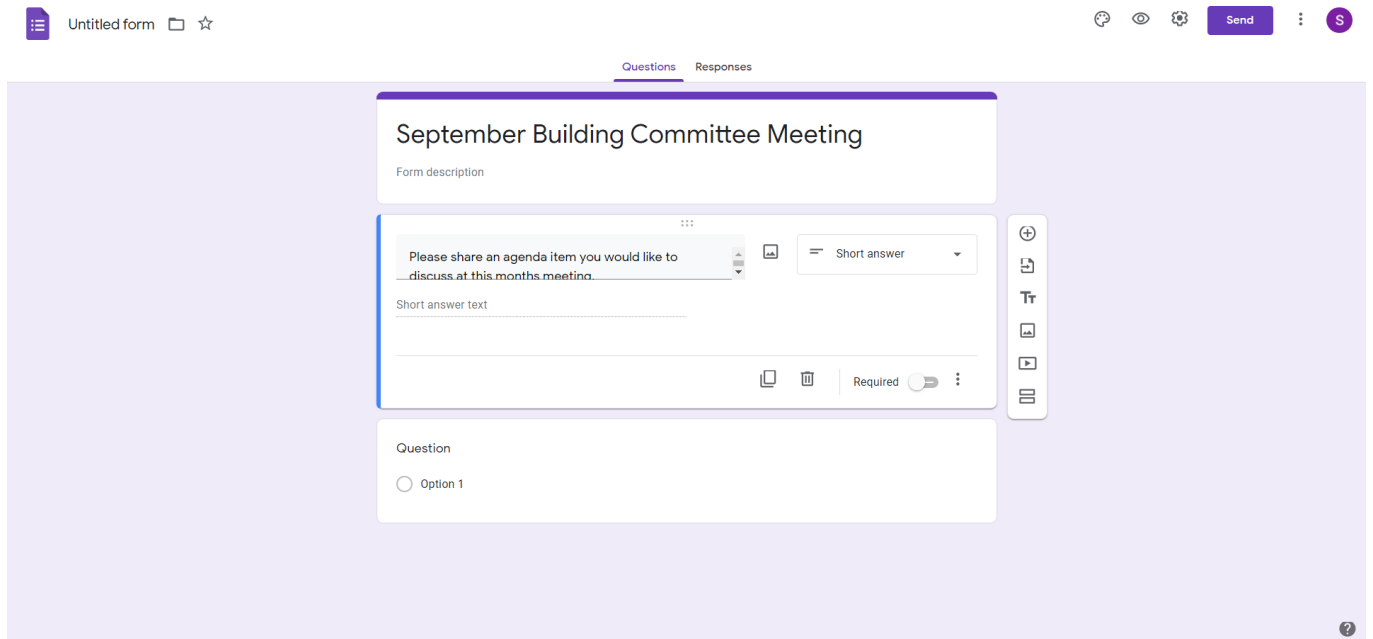 Untitled form
Send
S
Questions
Responses
September Building Committee Meeting
Form description
Please share an agenda item you would like to
discuss at this months meeting.
Short answer
Short answer text
Required
Question
Option 1